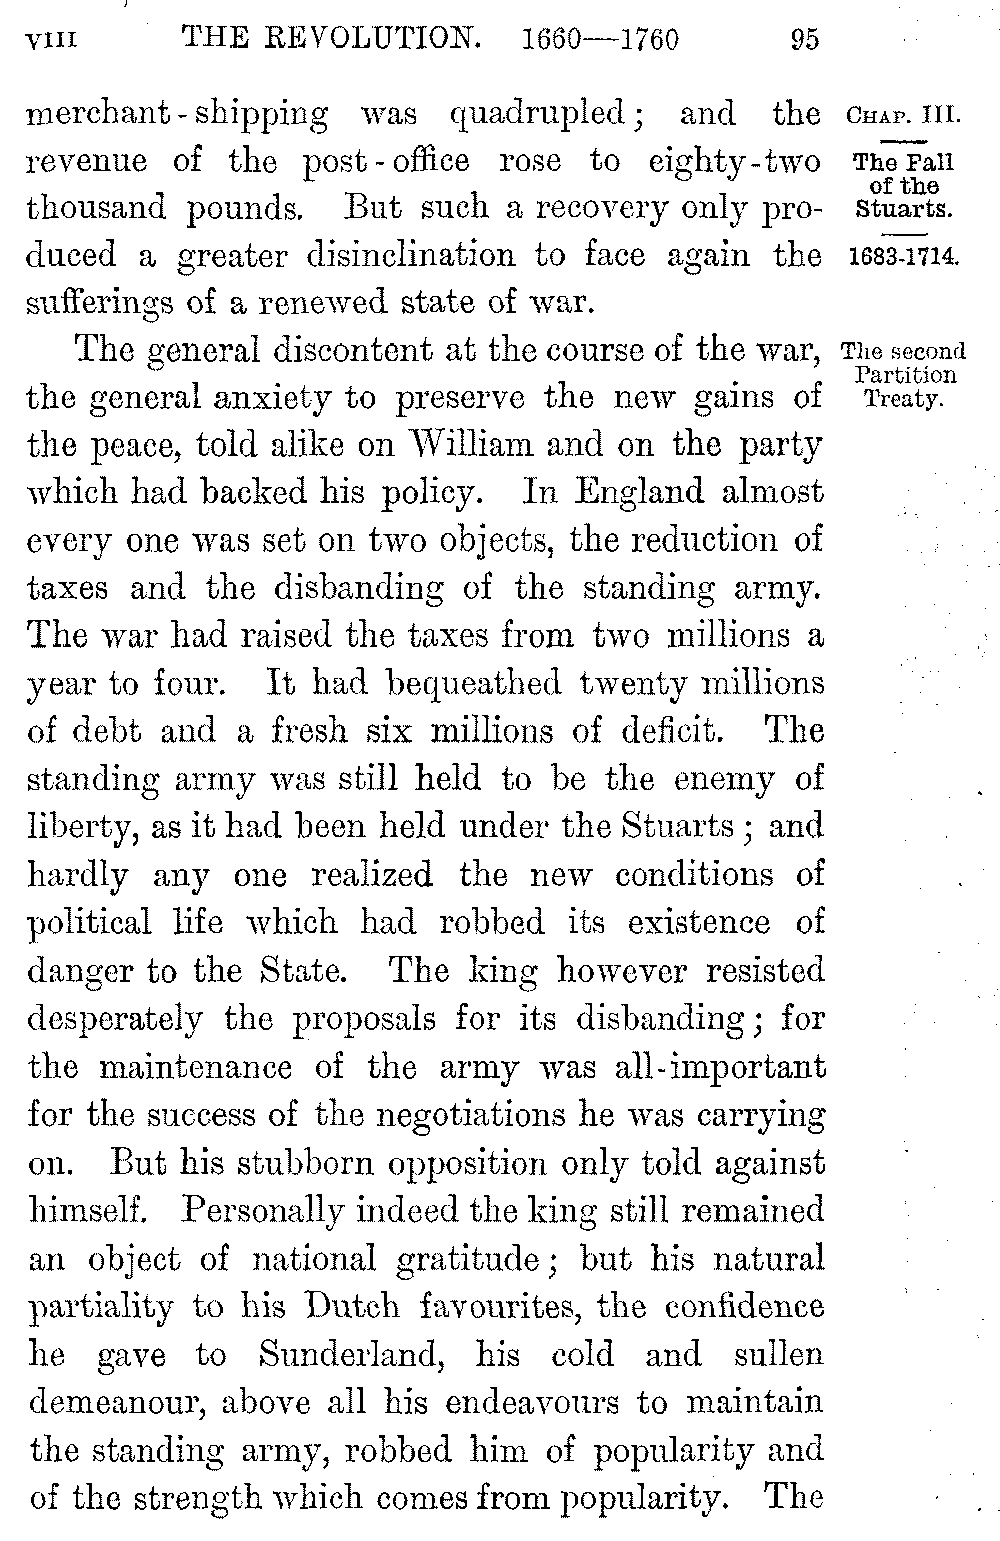 VIII THE REVOLUTION. 1660—1760 95
merchant-shipping was quadrupled; and the
revenue of the post-office rose to eighty-two
thousand pounds. But such a recovery only pro-
duced a greater disinclination to face again the
sufferings of a renewed state of war.
CHAP. III.
The Fall
of the
Stuarts.
1683-1714.
The general discontent at the course of the war,
the general anxiety to preserve the new gains of
the peace, told alike on William and on the party
which had backed his policy. In England almost
every one was set on two objects, the reduction of
taxes and the disbanding of the standing army.
The war had raised the taxes from two millions a
year to four. It had bequeathed twenty millions
of debt and a fresh six millions of deficit. The
standing army was still held to be the enemy of
liberty, as it had been held under the Stuarts; and
hardly any one realized the new conditions of
political life which had robbed its existence of
danger to the State. The king however resisted
desperately the proposals for its disbanding; for
the maintenance of the army was all-important
for the success of the negotiations he was carrying
on. But his stubborn opposition only told against
himself. Personally indeed the king still remained
an object of national gratitude; but his natural
partiality to his Dutch favourites, the confidence
he gave to Sunderland, his cold and sullen
demeanour, above all his endeavours to maintain
the standing army, robbed him of popularity and
of the strength which comes from popularity. The
The second
Partition
Treaty.